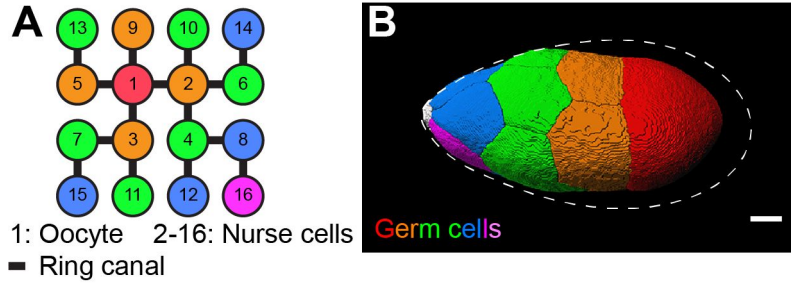 A
13 9 10 14
5 1 2 6
7 3 4 8
15 11 12 16
1: Oocyte 2-16: Nurse cells
Ring canal
B
Germ cells